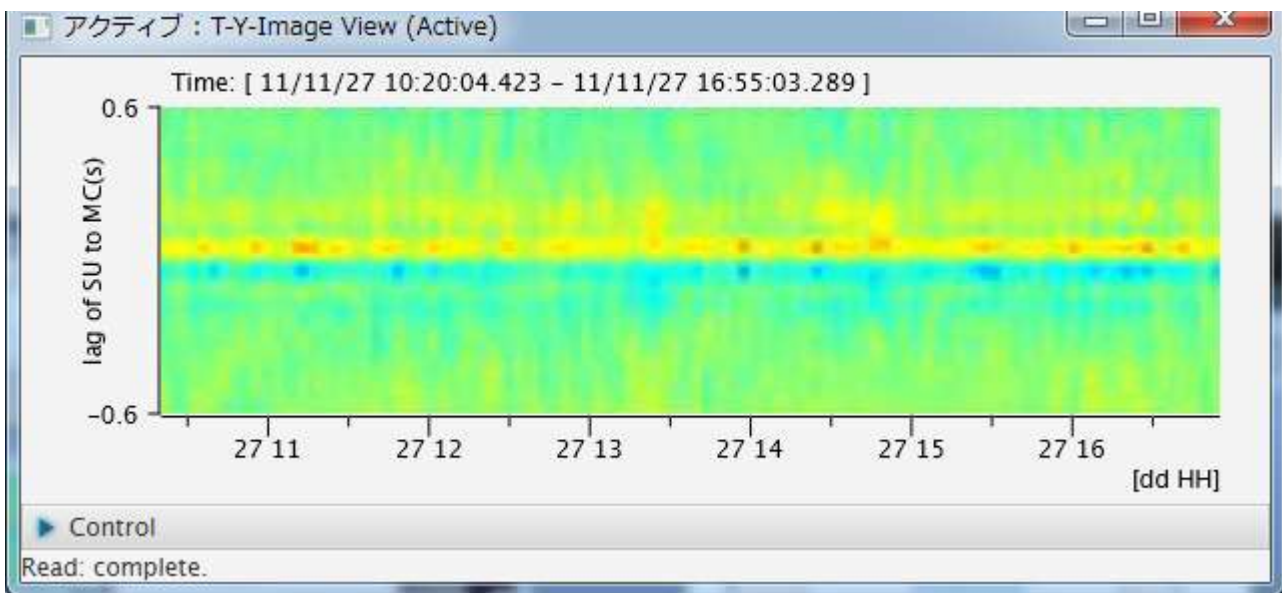 アクティブ : T-Y-Image View (Active)
Time: [ 11/11/27 10:20:04.423 – 11/11/27 16:55:03.289 ]
0.6
lag of SU to MC(s)
–0.6
27 11 27 12 27 13 27 14 27 15 27 16
[dd HH]
Control
Read: complete.